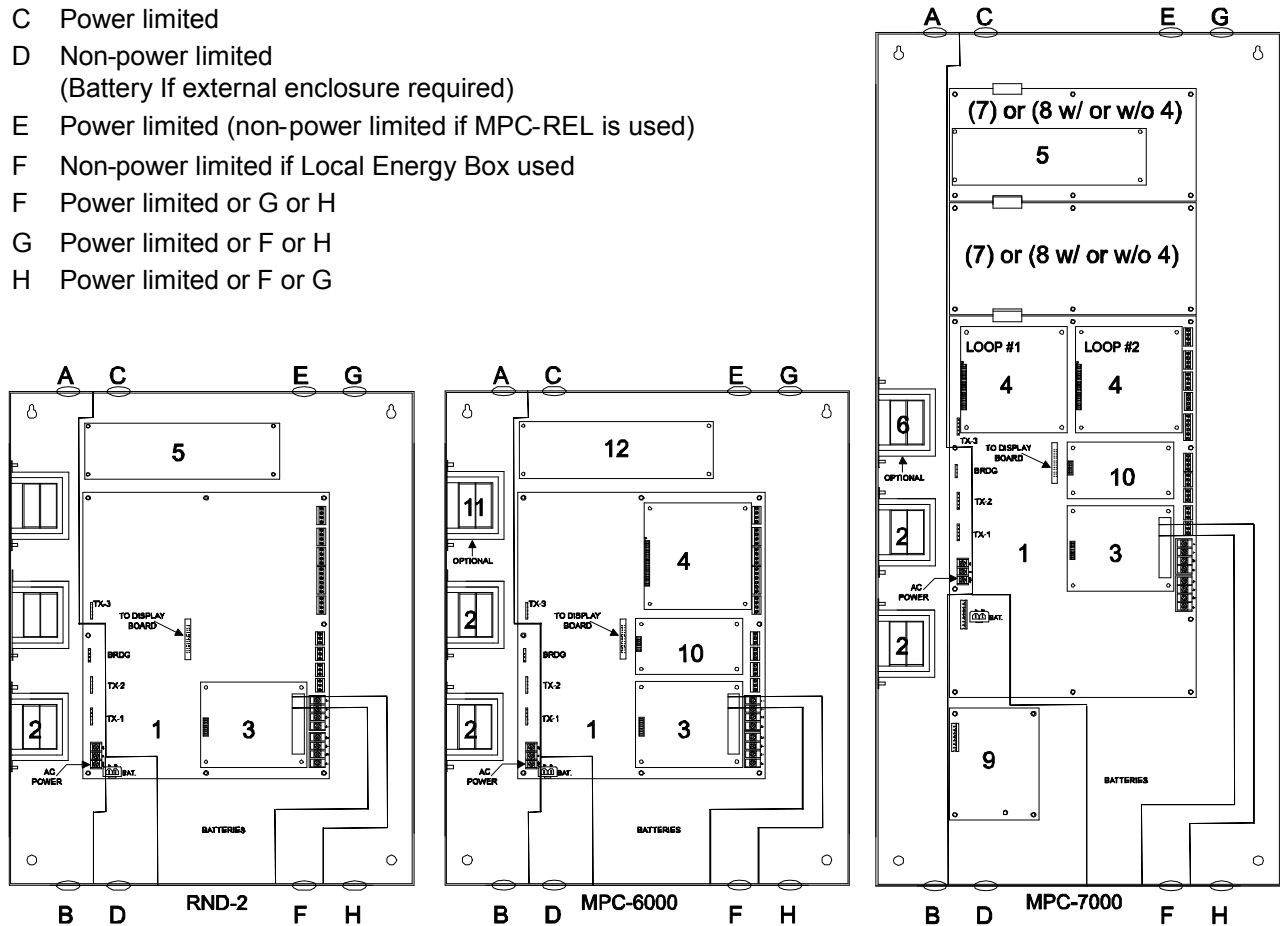 C Power limited
D Non-power limited
(Battery If external enclosure required)
E Power limited (non-power limited if MPC-REL is used)
F Non-power limited if Local Energy Box used
F Power limited or G or H
G Power limited or F or H
H Power limited or F or G
A C E G
5
TX-3
TO DISPLAY
BOARD
BRDG
TX-2
TX-1
2
1
3
AC
POWER
BAT.
BATTERIES
B D RND-2 F H
A C E G
12
11
OPTIONAL
4
2
TX-3
TO DISPLAY
BOARD
BRDG
10
TX-2
TX-1
2
1
3
AC
POWER
BAT.
BATTERIES
B D MPC-6000 F H
A C E G
(7) or (8 w/ or w/o 4)
5
(7) or (8 w/ or w/o 4)
LOOP #1 LOOP #2
4 4
6
OPTIONAL
TX-3
TO DISPLAY
BOARD
BRDG
10
TX-2
2
TX-1
1
3
AC
POWER
BAT.
2
9
BATTERIES
B D MPC-7000 F H